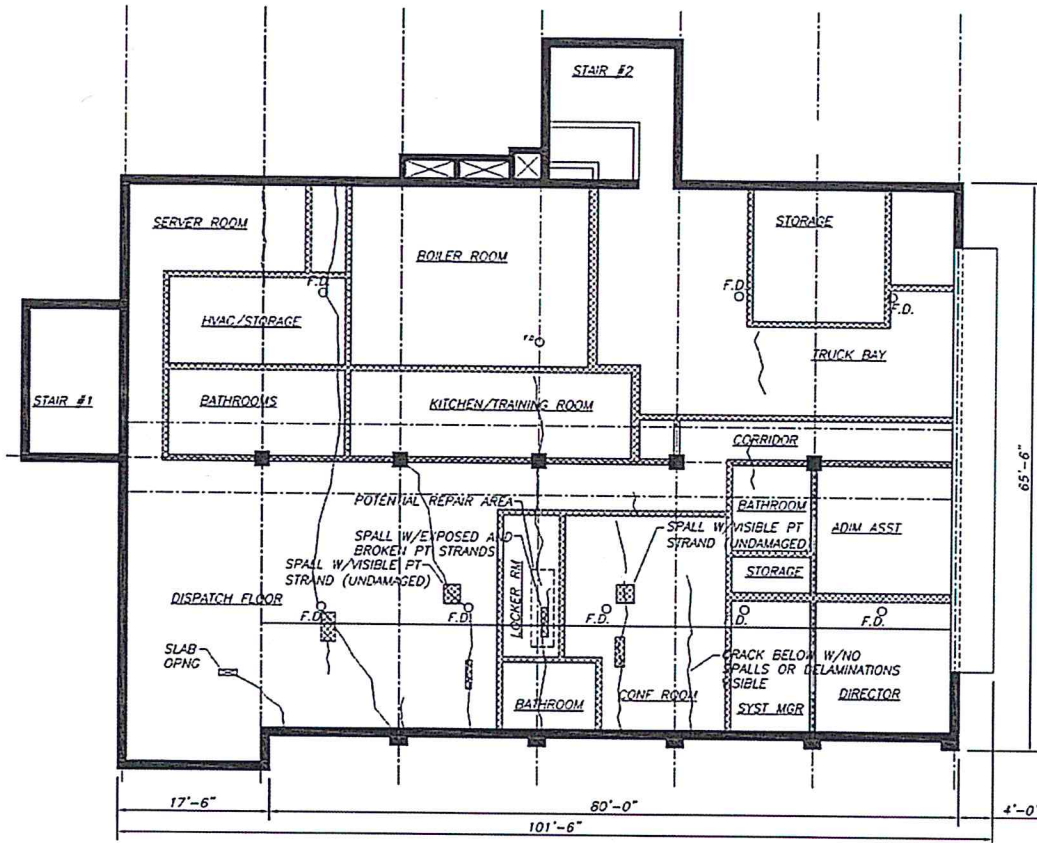 STAIR #2
SERVER ROOM
BOILER ROOM
STORAGE
F.D.
F.D.
F.D.
HVAC/STORAGE
F.D.
TRUCK BAY
STAIR #1
BATHROOMS
KITCHEN/TRAINING ROOM
CORRIDOR
POTENTIAL REPAIR AREA
BATHROOM
SPALL W/EXPOSED AND
BROKEN PT STRANDS
SPALL W/VISIBLE PT
STRAND (UNDAMAGED)
ADIM ASST
SPALL W/VISIBLE PT
STRAND (UNDAMAGED)
STORAGE
DISPATCH FLOOR
LOCKER RM
F.D.
F.D.
F.D.
D.
F.D.
SLAB
OPNG
CRACK BELOW W/NO
SPALLS OR DELAMINATIONS
ISIBLE
BATHROOM
CONF ROOM
SYST MGR
DIRECTOR
65'-6"
17'-6"
80'-0"
4'-0"
101'-6"